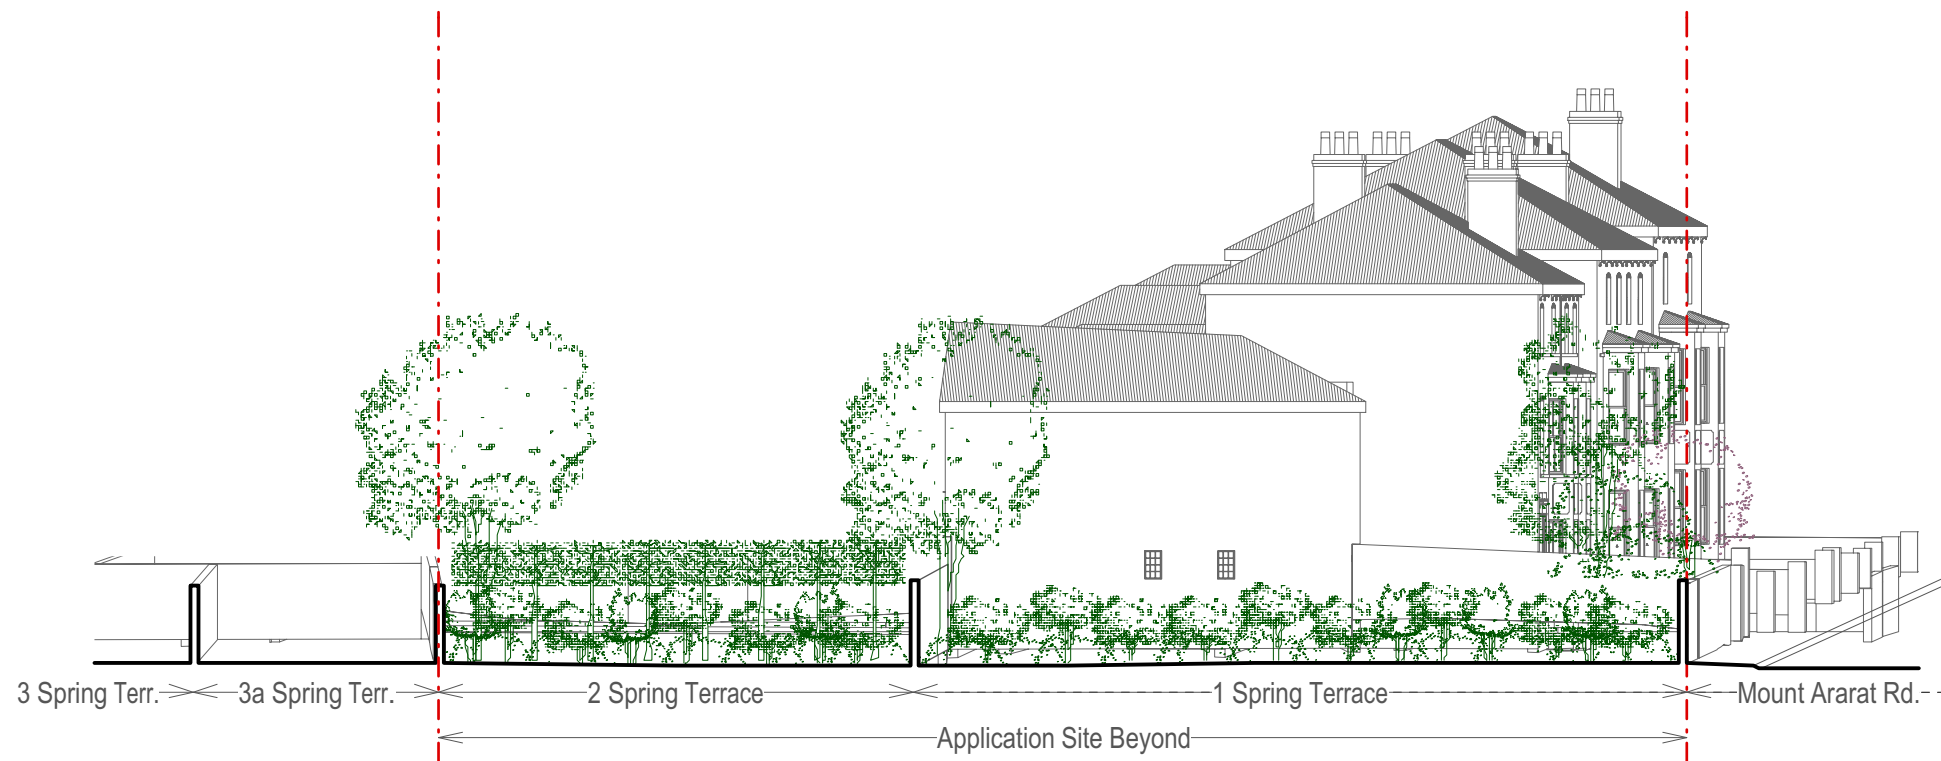 3 Spring Terr. 3a Spring Terr. 2 Spring Terrace 1 Spring Terrace Mount Ararat Rd.
Application Site Beyond